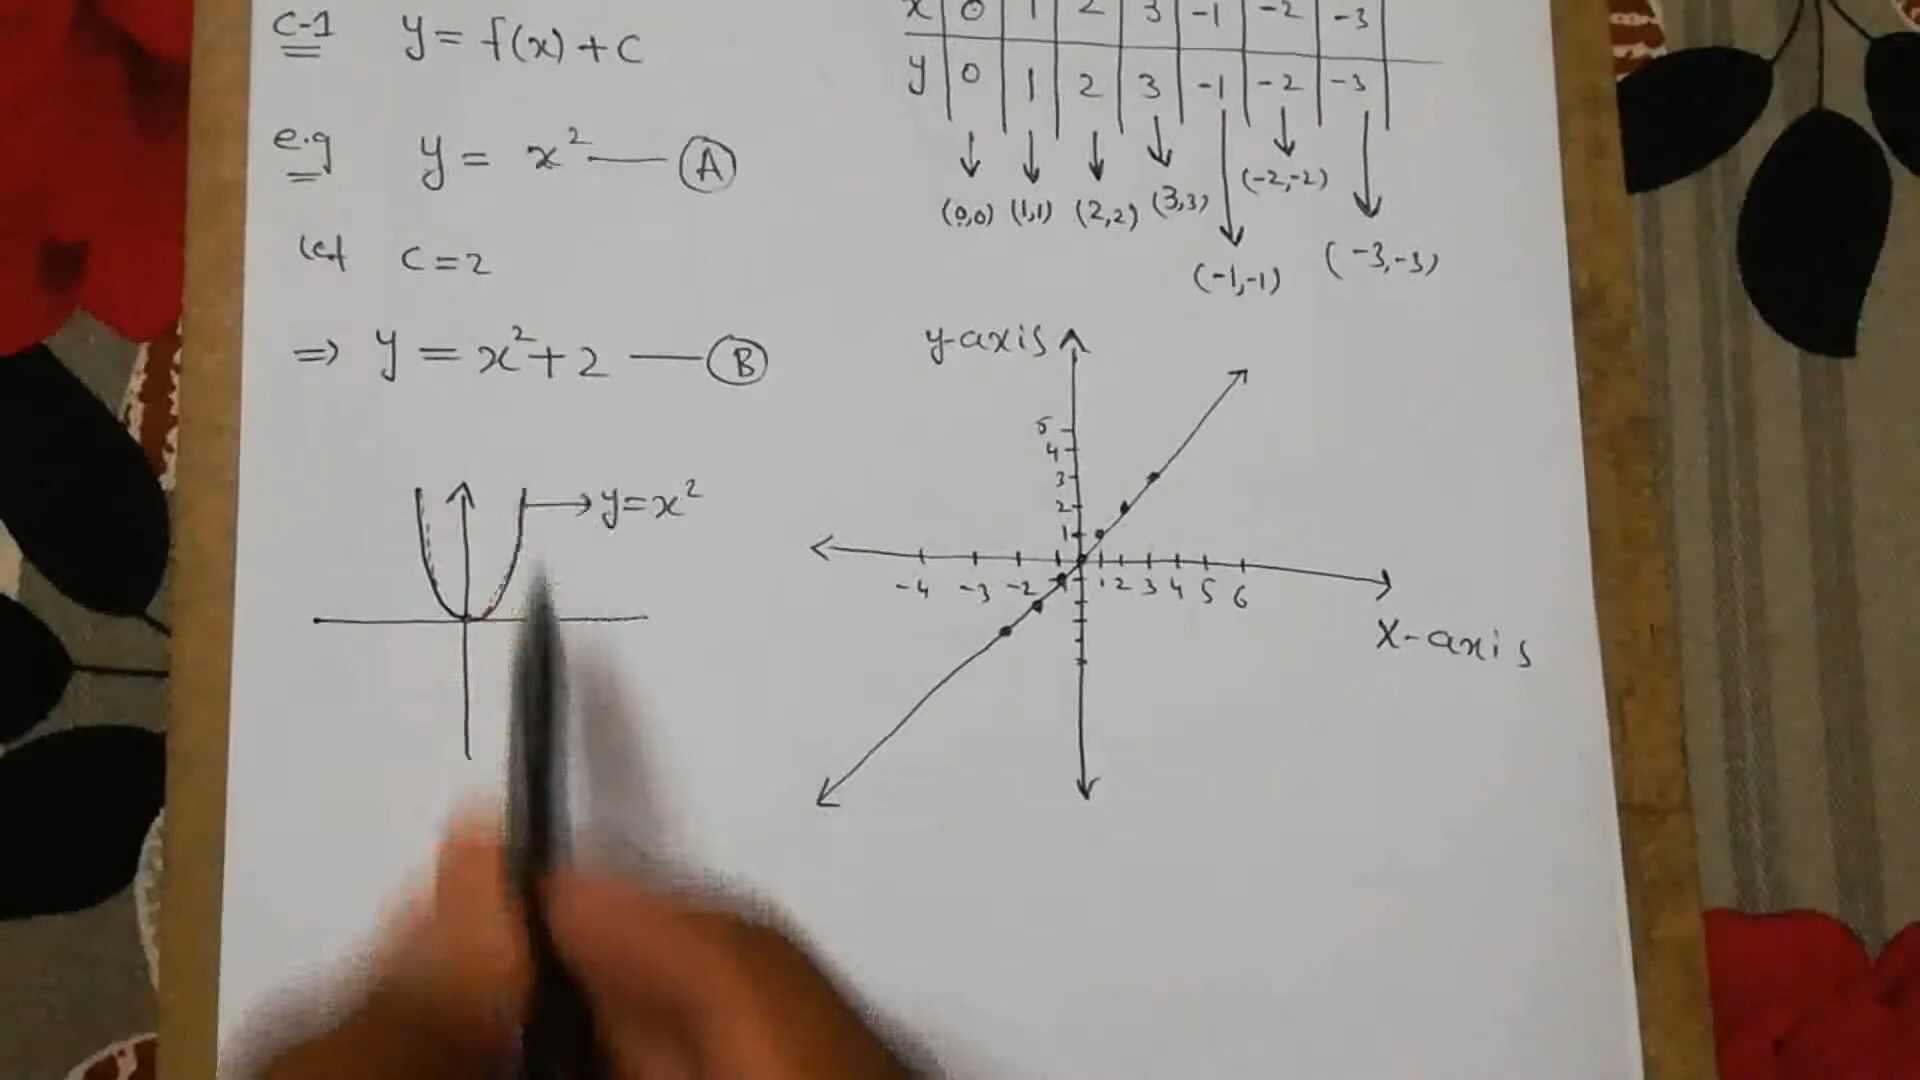 C-1 y = f(x) + C
e.g y = x² — A
let C = 2
⇒ y = x² + 2 — B
→ y = x²
x 0 1 2 3 -1 -2 -3
y 0 1 2 3 -1 -2 -3
(0,0) (1,1) (2,2) (3,3) (-1,-1) (-2,-2) (-3,-3)
y-axis
5
4
3
2
1
-4 -3 -2 1 2 3 4 5 6
X-axis